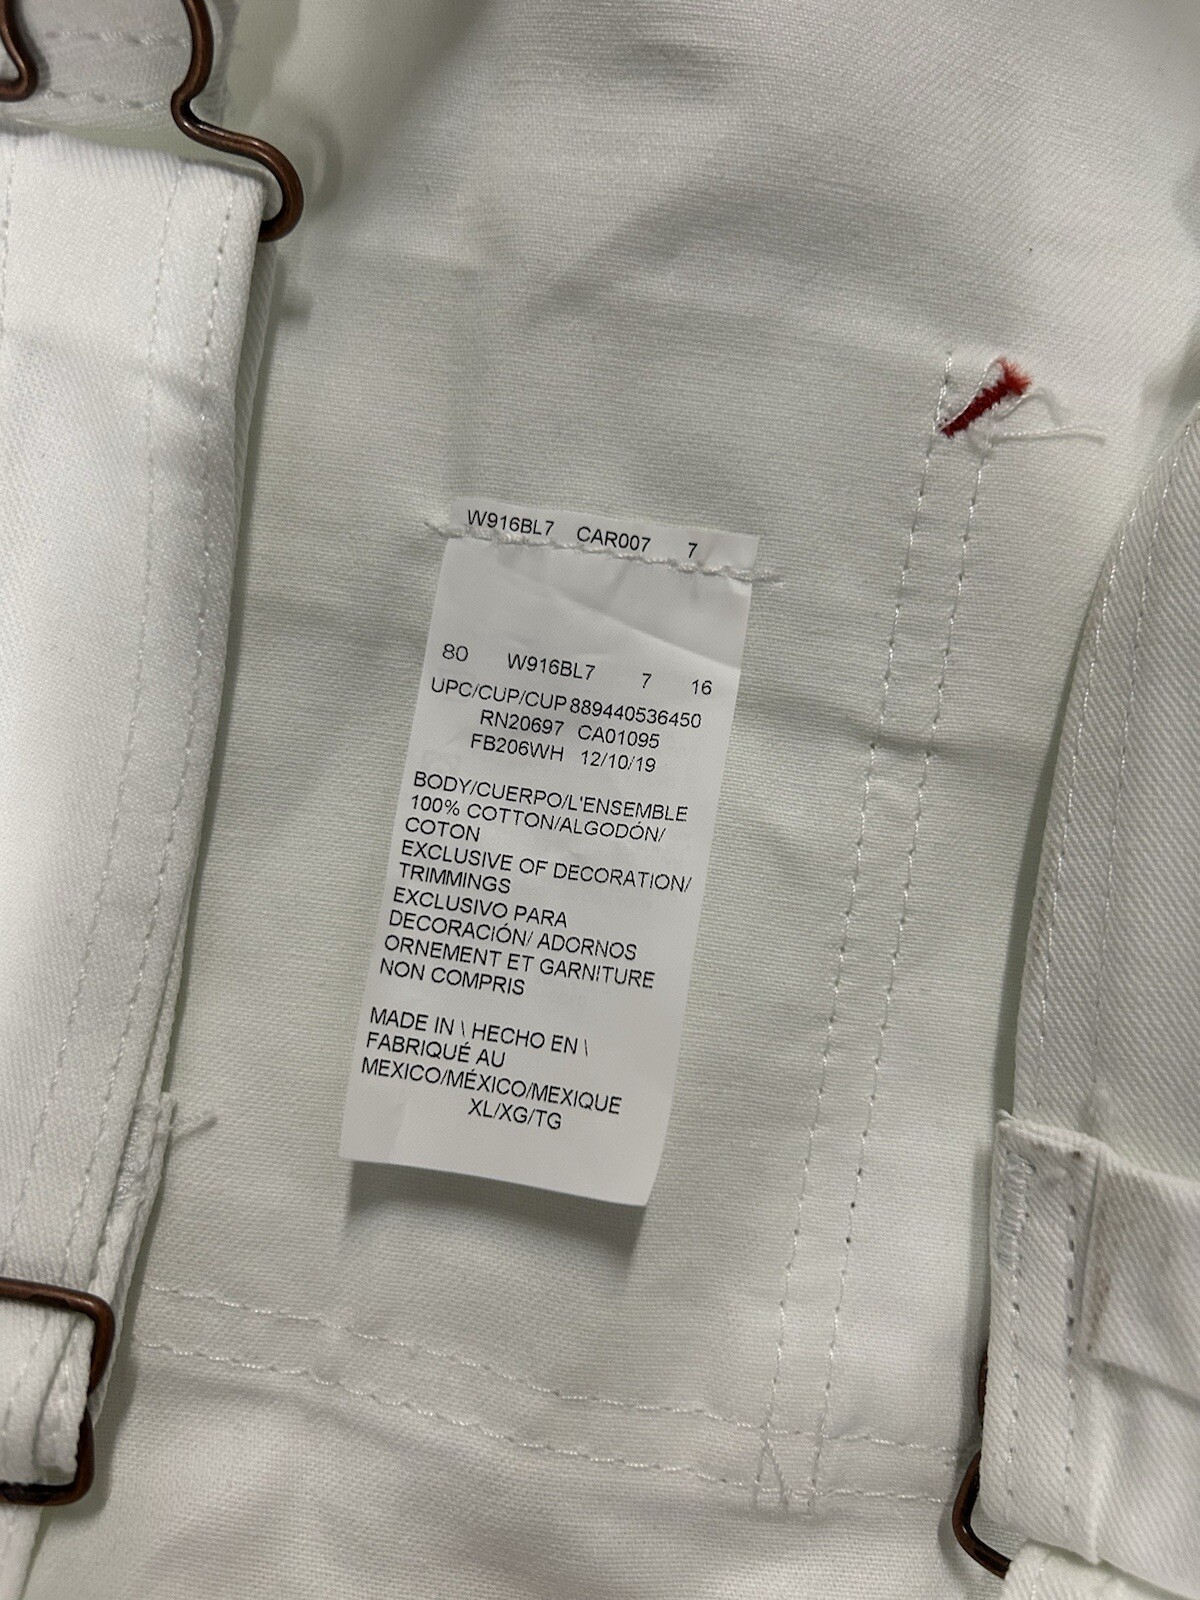 W916BL7 CAR007 7
80 W916BL7 7 16
UPC/CUP/CUP 889440536450
RN20697 CA01095
FB206WH 12/10/19
BODY/CUERPO/L'ENSEMBLE
100% COTTON/ALGODÓN/
COTON
EXCLUSIVE OF DECORATION/
TRIMMINGS
EXCLUSIVO PARA
DECORACIÓN/ ADORNOS
ORNEMENT ET GARNITURE
NON COMPRIS
MADE IN \ HECHO EN \
FABRIQUÉ AU
MEXICO/MÉXICO/MEXIQUE
XL/XG/TG